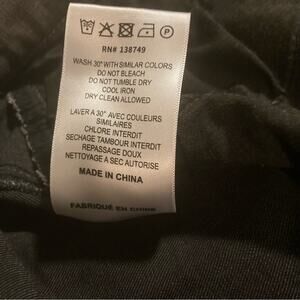 RN# 138749
WASH 30° WITH SIMILAR COLORS
DO NOT BLEACH
DO NOT TUMBLE DRY
COOL IRON
DRY CLEAN ALLOWED
LAVER A 30° AVEC COULEURS
SIMILAIRES
CHLORE INTERDIT
SECHAGE TAMBOUR INTERDIT
REPASSAGE DOUX
NETTOYAGE A SEC AUTORISE
MADE IN CHINA
FABRIQUÉ EN CHINE